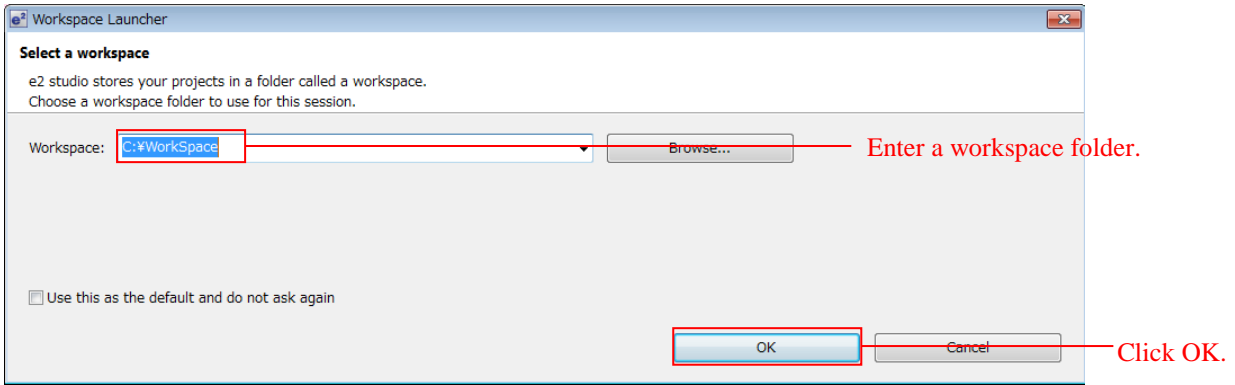 e² Workspace Launcher
Select a workspace
e2 studio stores your projects in a folder called a workspace.
Choose a workspace folder to use for this session.
Workspace: C:¥WorkSpace Browse... Enter a workspace folder.
Use this as the default and do not ask again
OK Cancel Click OK.